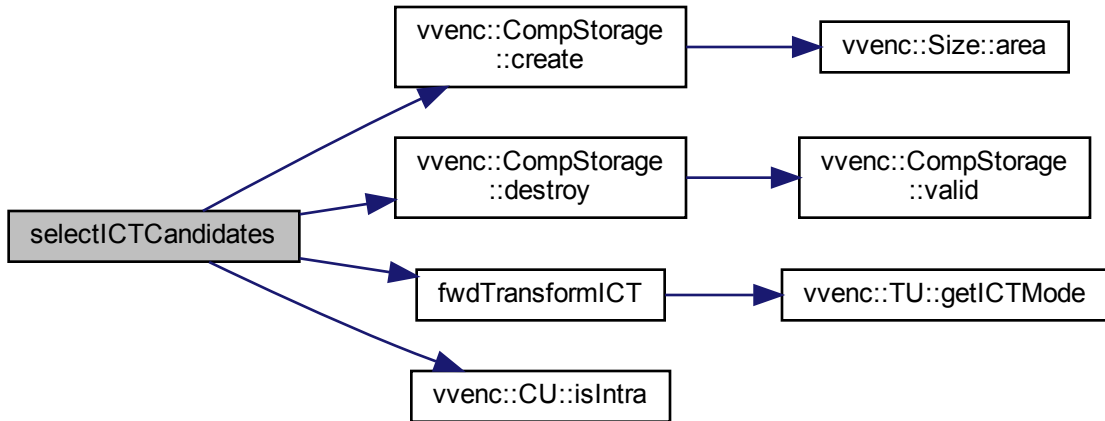 vvenc::CompStorage
::create
vvenc::Size::area
vvenc::CompStorage
::destroy
vvenc::CompStorage
::valid
selectICTCandidates
fwdTransformICT
vvenc::TU::getICTMode
vvenc::CU::isIntra